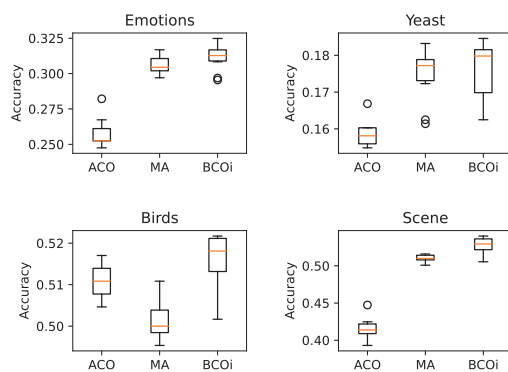 Emotions
Accuracy
0.325
0.300
0.275
0.250
ACO MA BCOi
Yeast
Accuracy
0.18
0.17
0.16
ACO MA BCOi
Birds
Accuracy
0.52
0.51
0.50
ACO MA BCOi
Scene
Accuracy
0.50
0.45
0.40
ACO MA BCOi